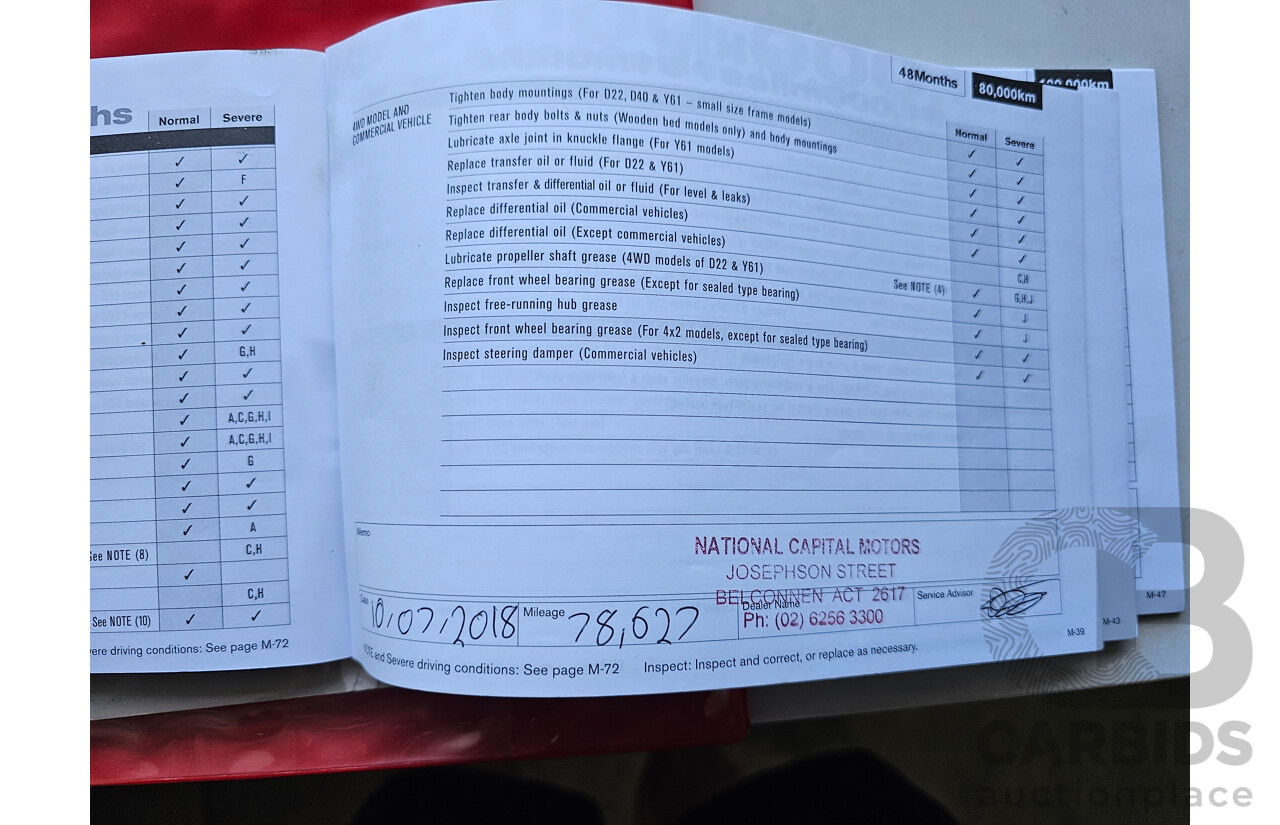 hs
Normal Severe
✓ ✓
✓ F
✓ ✓
✓ ✓
✓ ✓
✓ ✓
✓ ✓
✓ ✓
✓ ✓
✓ G,H
✓ ✓
✓ ✓
✓ A,C,G,H,I
✓ A,C,G,H,I
✓ G
✓ ✓
✓ ✓
✓ A
See NOTE (8) C,H
✓
C,H
See NOTE (10) ✓ ✓
vere driving conditions: See page M-72
48Months
80,000km
100,000km
4WD MODEL AND
COMMERCIAL VEHICLE
Normal Severe
Tighten body mountings (For D22, D40 & Y61 – small size frame models) ✓ ✓
Tighten rear body bolts & nuts (Wooden bed models only) and body mountings ✓ ✓
Lubricate axle joint in knuckle flange (For Y61 models) ✓ ✓
Replace transfer oil or fluid (For D22 & Y61) ✓ ✓
Inspect transfer & differential oil or fluid (For level & leaks) ✓ ✓
Replace differential oil (Commercial vehicles) ✓ ✓
Replace differential oil (Except commercial vehicles) C,H
Lubricate propeller shaft grease (4WD models of D22 & Y61) See NOTE (4) ✓ G,H,J
Replace front wheel bearing grease (Except for sealed type bearing) ✓ J
Inspect free-running hub grease ✓ J
Inspect front wheel bearing grease (For 4x2 models, except for sealed type bearing) ✓ ✓
Inspect steering damper (Commercial vehicles) ✓ ✓
Memo
NATIONAL CAPITAL MOTORS
JOSEPHSON STREET
BELCONNEN ACT 2617
Ph: (02) 6256 3300
Date 10/07/2018 Mileage 78,627 Dealer Name Service Advisor
NOTE and Severe driving conditions: See page M-72 Inspect: Inspect and correct, or replace as necessary.
M-39
M-43
M-47
CARBIDS
auctionplace